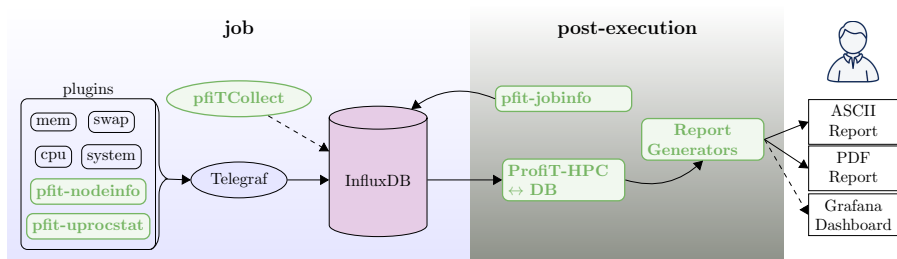 job
post-execution
plugins
mem
swap
cpu
system
pfit-nodeinfo
pfit-uprocstat
pfiTCollect
Telegraf
InfluxDB
pfit-jobinfo
ProfiT-HPC
↔ DB
Report
Generators
ASCII
Report
PDF
Report
Grafana
Dashboard